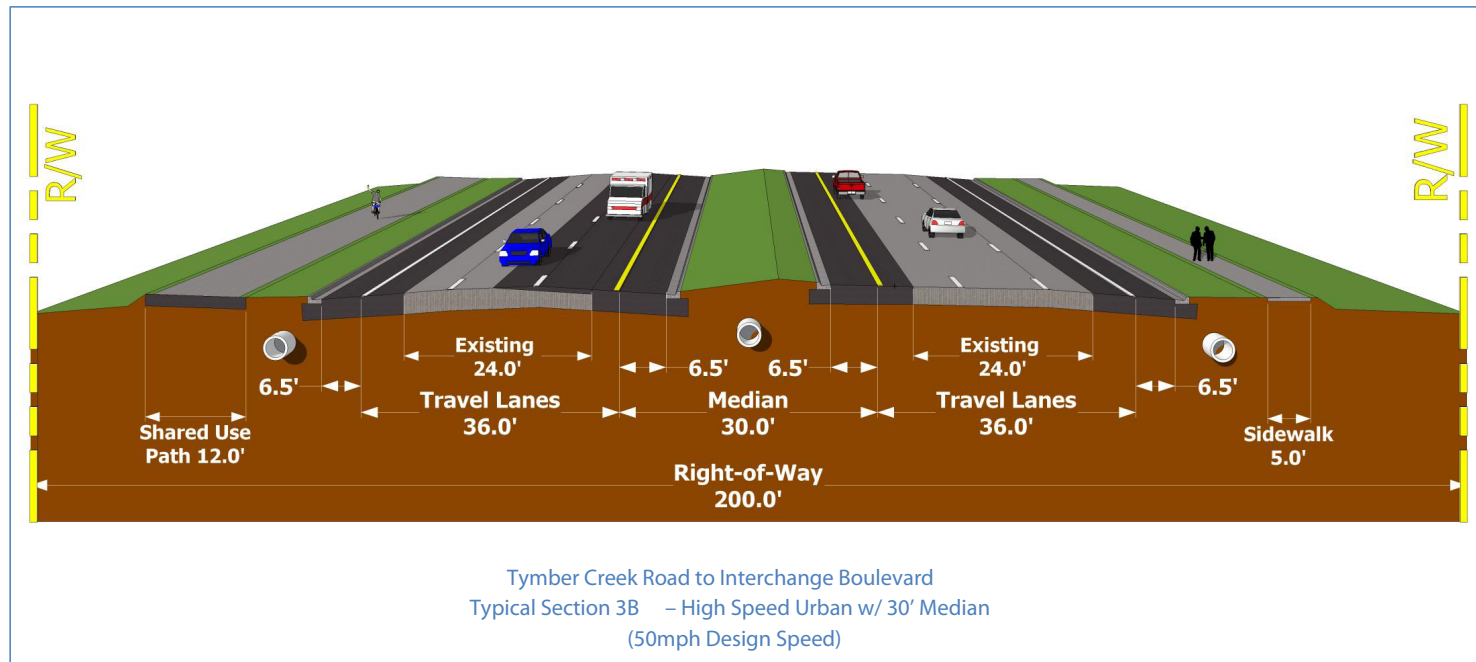 R/W
R/W
Existing
24.0'
Existing
24.0'
6.5'
6.5'
6.5'
6.5'
Travel Lanes
36.0'
Median
30.0'
Travel Lanes
36.0'
Shared Use
Path 12.0'
Sidewalk
5.0'
Right-of-Way
200.0'
Tymber Creek Road to Interchange Boulevard
Typical Section 3B – High Speed Urban w/ 30’ Median
(50mph Design Speed)